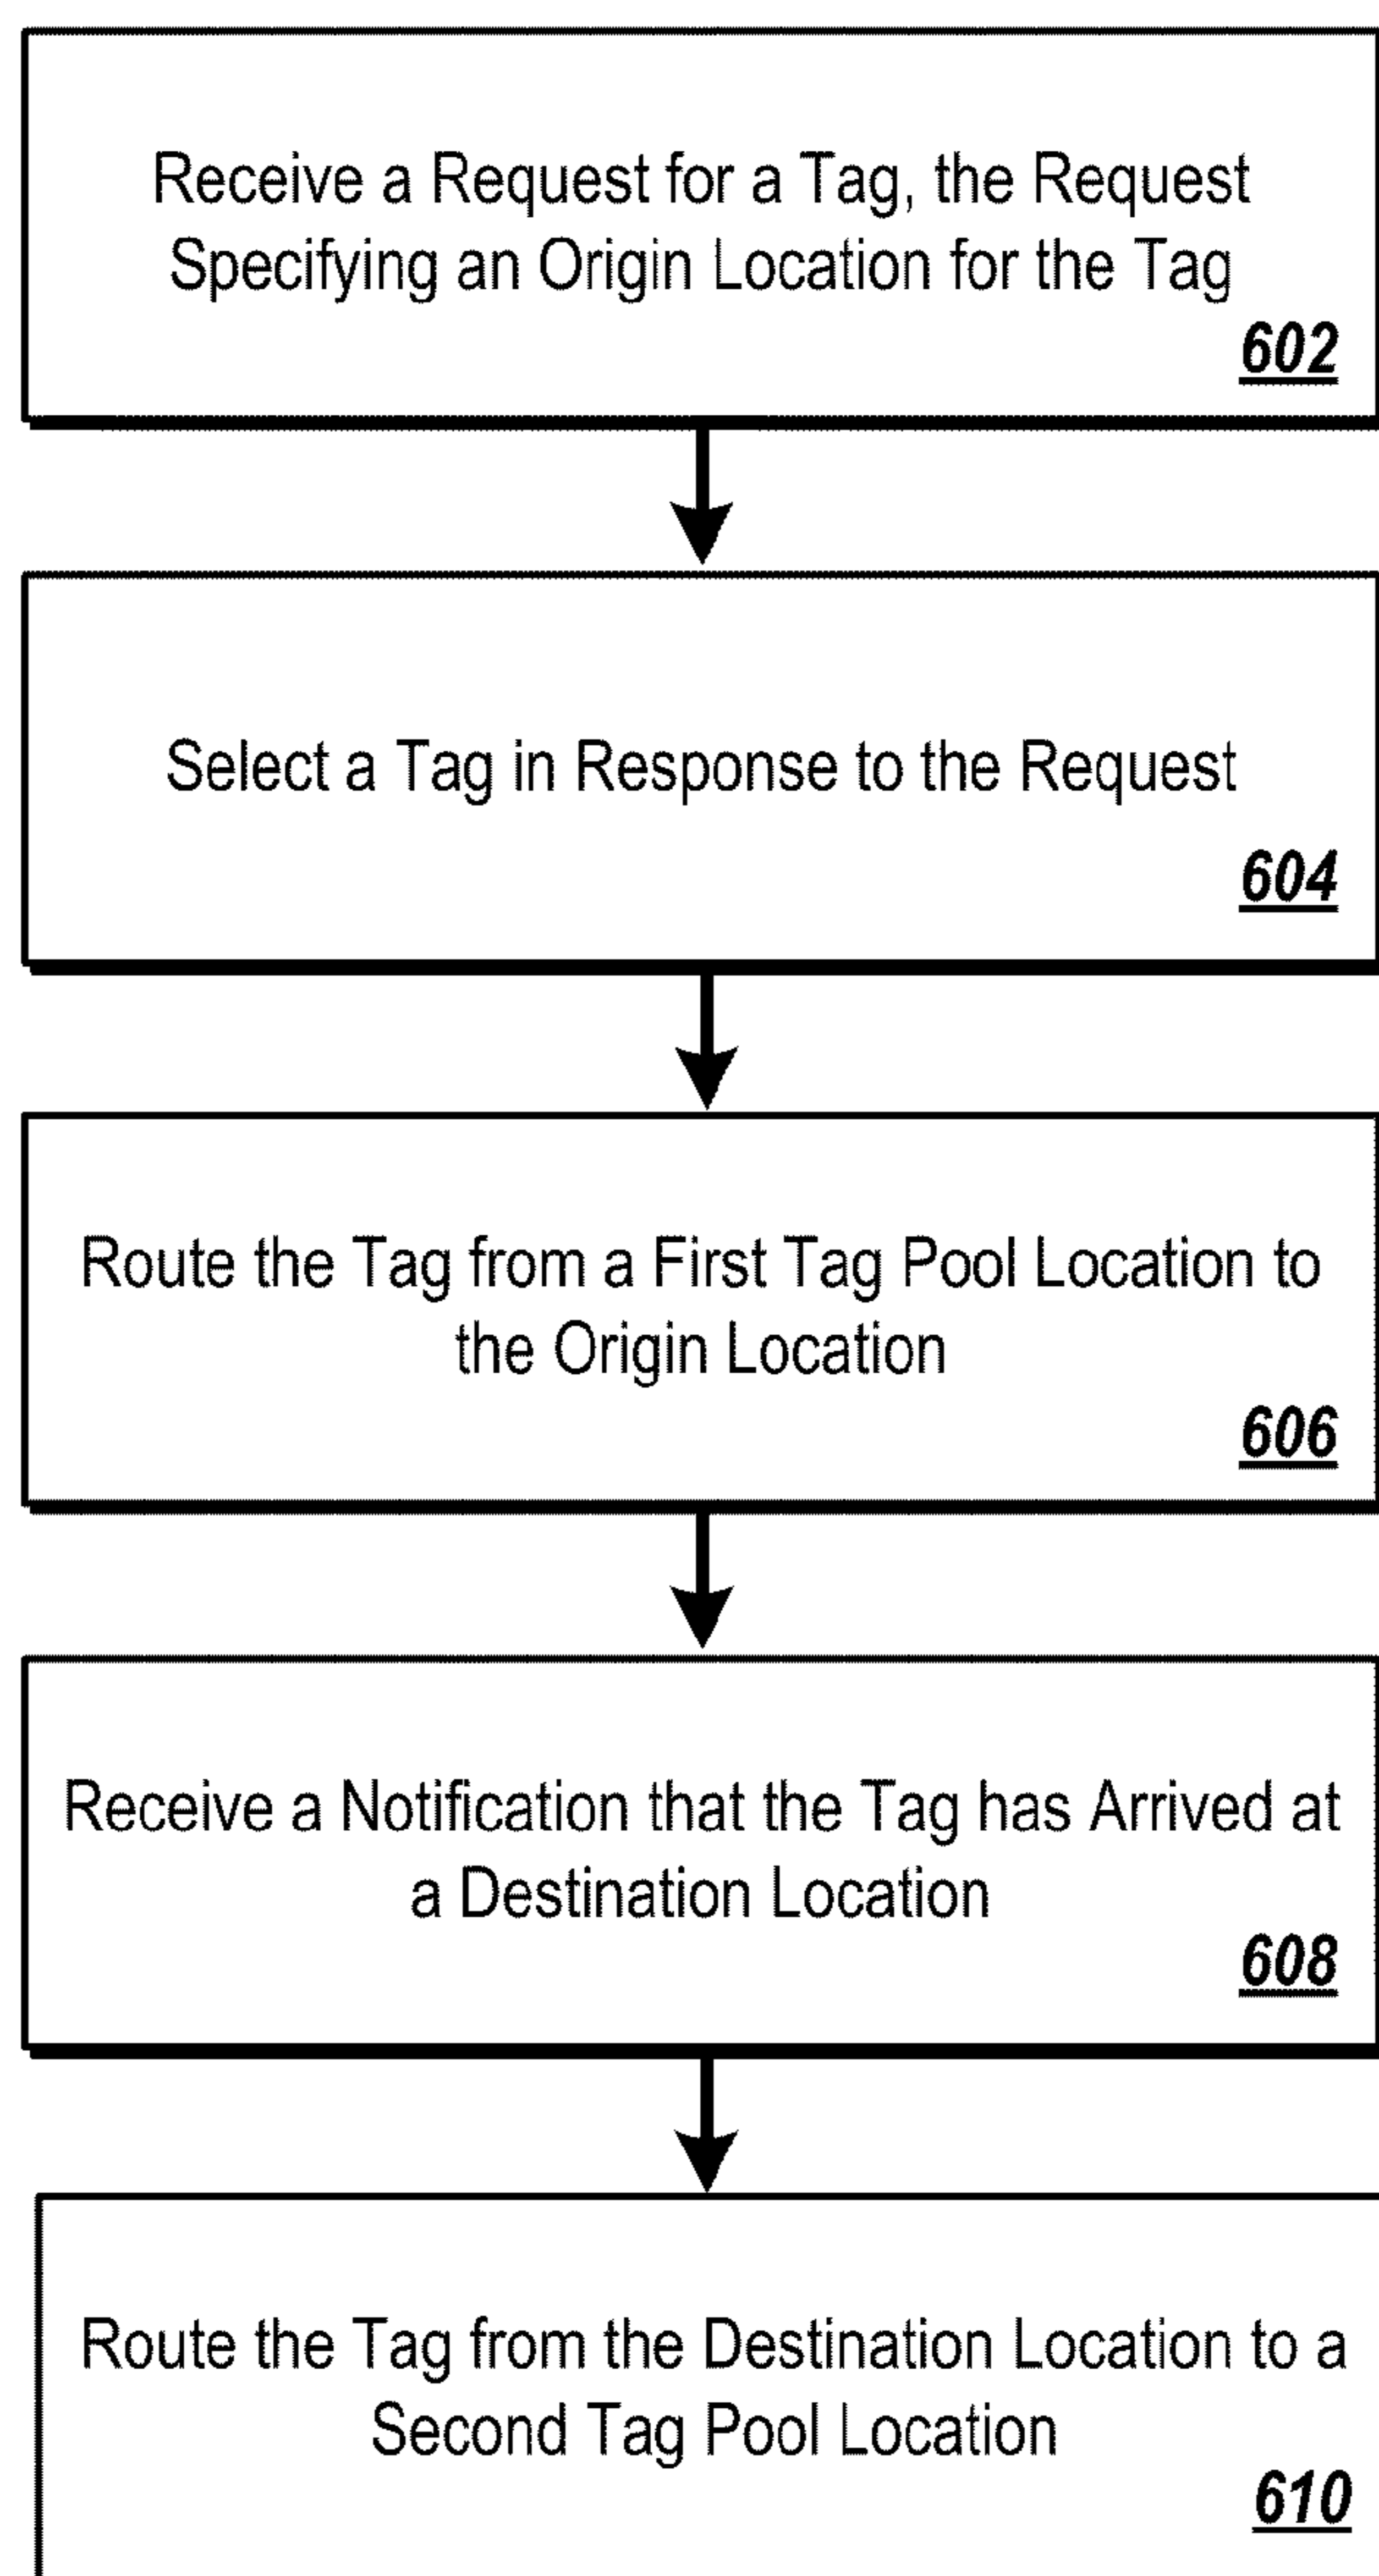 Receive a Request for a Tag, the Request
Specifying an Origin Location for the Tag
602
Select a Tag in Response to the Request
604
Route the Tag from a First Tag Pool Location to
the Origin Location
606
Receive a Notification that the Tag has Arrived at
a Destination Location
608
Route the Tag from the Destination Location to a
Second Tag Pool Location
610